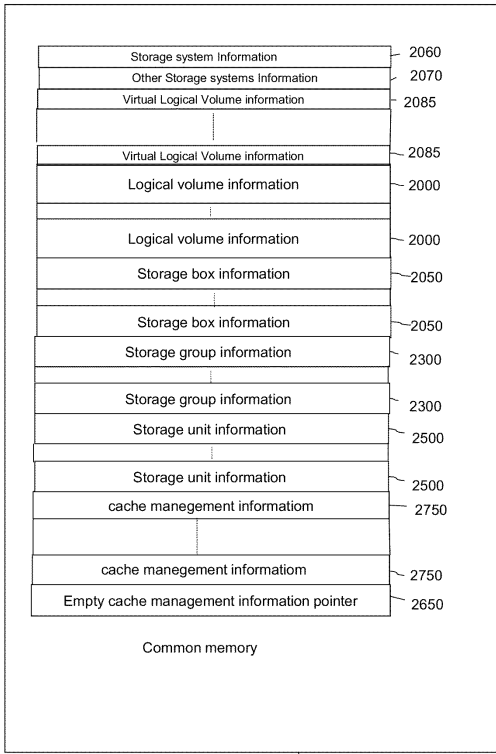 Storage system Information 2060
Other Storage systems Information 2070
Virtual Logical Volume information 2085
Virtual Logical Volume information 2085
Logical volume information 2000
Logical volume information 2000
Storage box information 2050
Storage box information 2050
Storage group information 2300
Storage group information 2300
Storage unit information 2500
Storage unit information 2500
cache manegement informatiom 2750
cache manegement informatiom 2750
Empty cache management information pointer 2650
Common memory